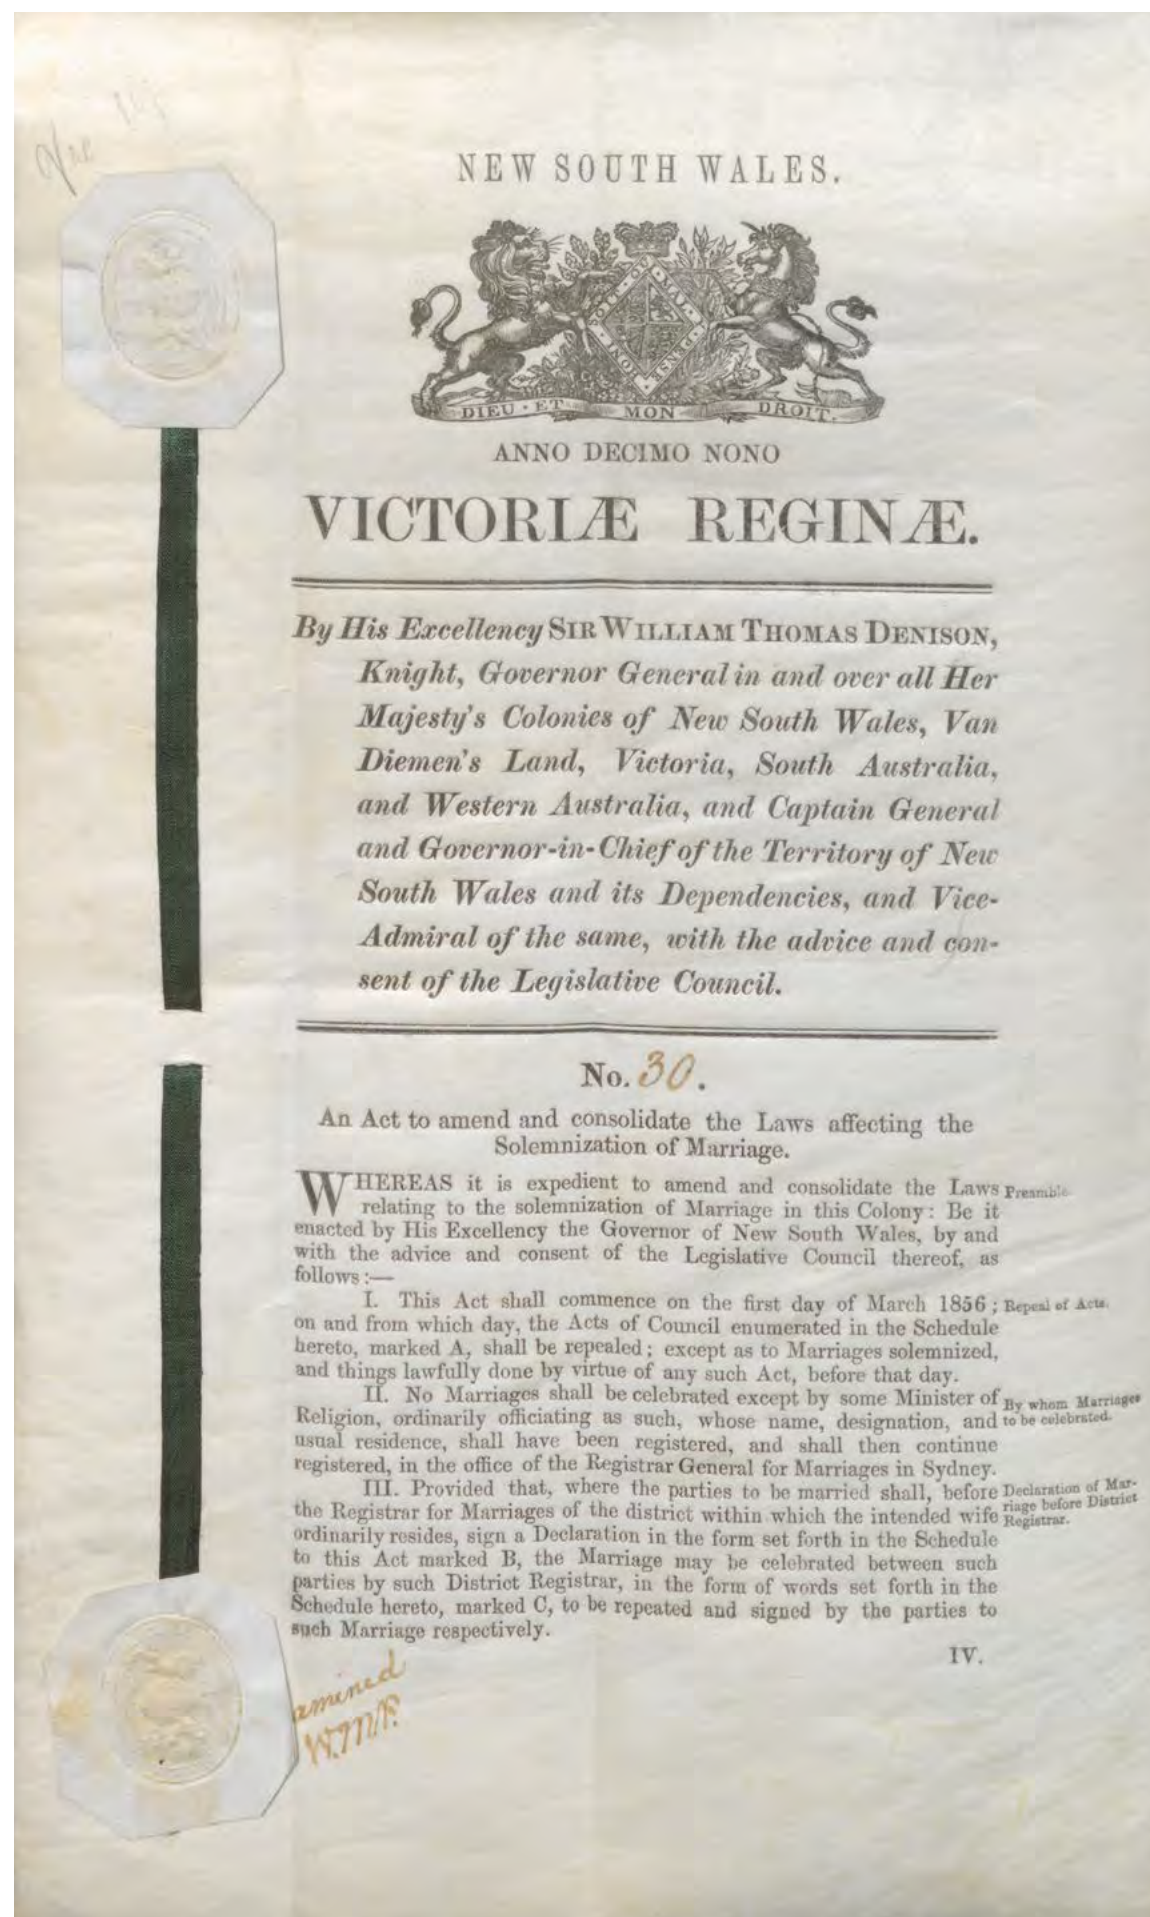 NEW SOUTH WALES.
SOIT · QUI · MAL
PENSE
HONI
DIEU · ET MON DROIT.
ANNO DECIMO NONO
VICTORIÆ REGINÆ.
By His Excellency SIR WILLIAM THOMAS DENISON,
Knight, Governor General in and over all Her
Majesty's Colonies of New South Wales, Van
Diemen's Land, Victoria, South Australia,
and Western Australia, and Captain General
and Governor-in-Chief of the Territory of New
South Wales and its Dependencies, and Vice-
Admiral of the same, with the advice and con-
sent of the Legislative Council.
No. 30.
An Act to amend and consolidate the Laws affecting the
Solemnization of Marriage.
WHEREAS it is expedient to amend and consolidate the Laws Preamble
relating to the solemnization of Marriage in this Colony: Be it
enacted by His Excellency the Governor of New South Wales, by and
with the advice and consent of the Legislative Council thereof, as
follows:—
I. This Act shall commence on the first day of March 1856; Repeal of Acts.
on and from which day, the Acts of Council enumerated in the Schedule
hereto, marked A, shall be repealed; except as to Marriages solemnized,
and things lawfully done by virtue of any such Act, before that day.
II. No Marriages shall be celebrated except by some Minister of By whom Marriages
Religion, ordinarily officiating as such, whose name, designation, and to be celebrated.
usual residence, shall have been registered, and shall then continue
registered, in the office of the Registrar General for Marriages in Sydney.
III. Provided that, where the parties to be married shall, before Declaration of Mar-
the Registrar for Marriages of the district within which the intended wife riage before District
ordinarily resides, sign a Declaration in the form set forth in the Schedule Registrar.
to this Act marked B, the Marriage may be celebrated between such
parties by such District Registrar, in the form of words set forth in the
Schedule hereto, marked C, to be repeated and signed by the parties to
such Marriage respectively.
IV.
amined